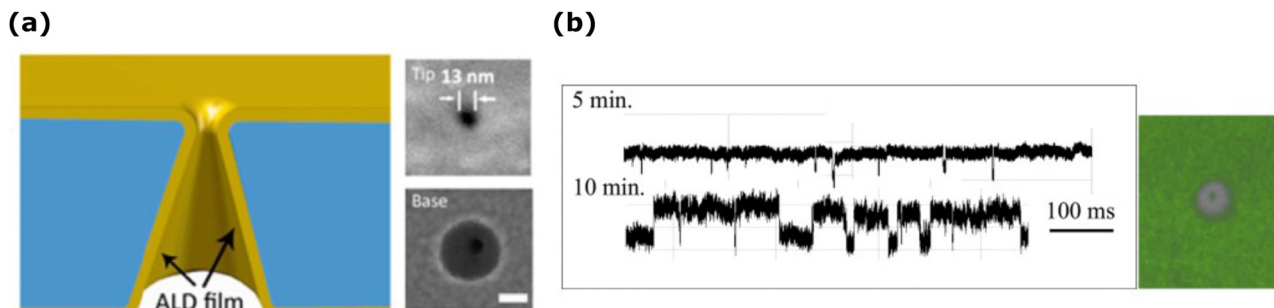 (a)
(b)
Tip 13 nm
Base
ALD film
5 min.
10 min.
100 ms